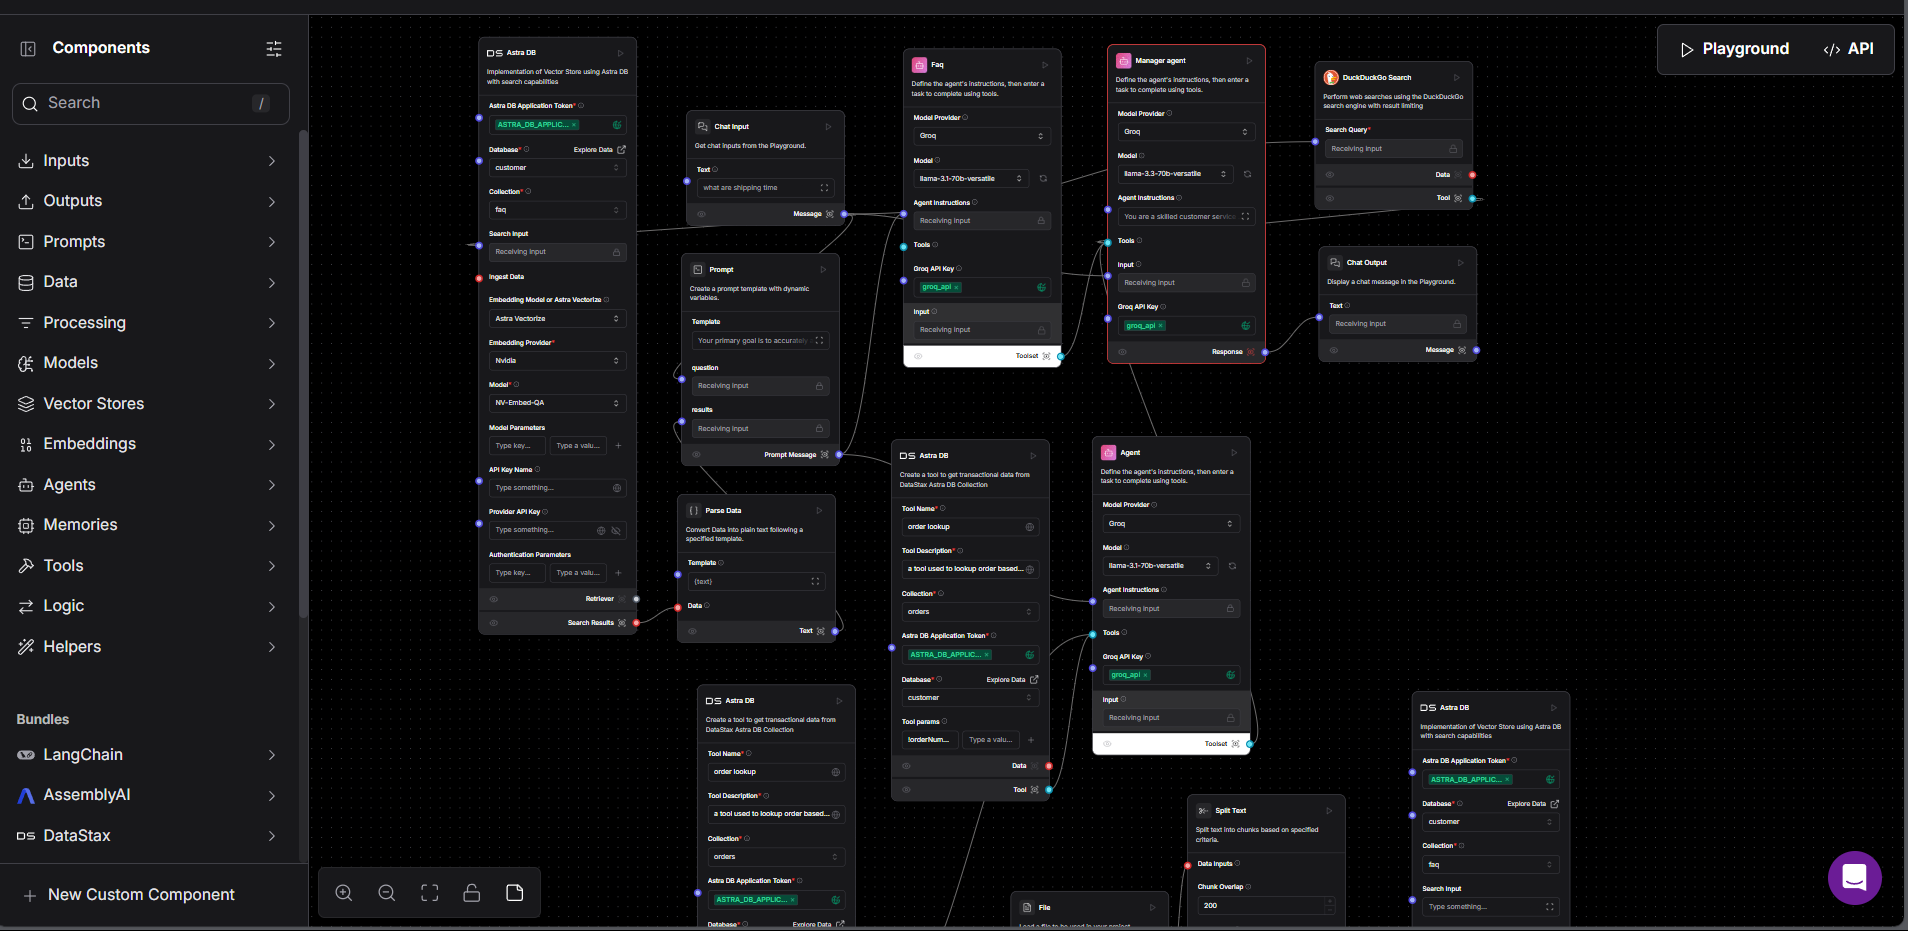 Components
Search
/
Inputs
Outputs
Prompts
Data
Processing
Models
Vector Stores
Embeddings
Agents
Memories
Tools
Logic
Helpers
Bundles
LangChain
AssemblyAI
DataStax
New Custom Component
Astra DB
Implementation of Vector Store using Astra DB
with search capabilities
Astra DB Application Token*
ASTRA_DB_APPLIC... ×
Database*
Explore Data
customer
Collection*
faq
Search Input
Receiving input
Ingest Data
Embedding Model or Astra Vectorize
Astra Vectorize
Embedding Provider*
Nvidia
Model*
NV-Embed-QA
Model Parameters
Type key...
Type a valu...
API Key Name
Type something...
Provider API Key
Type something...
Authentication Parameters
Type key...
Type a valu...
Retriever
Search Results
Chat Input
Get chat inputs from the Playground.
Text
what are shipping time
Message
Prompt
Create a prompt template with dynamic
variables.
Template
Your primary goal is to accurately
question
Receiving input
results
Receiving input
Prompt Message
Parse Data
Convert Data into plain text following a
specified template.
Template
{text}
Data
Text
Astra DB
Create a tool to get transactional data from
DataStax Astra DB Collection
Tool Name*
order lookup
Tool Description*
a tool used to lookup order based...
Collection*
orders
Astra DB Application Token*
ASTRA_DB_APPLIC... ×
Database*
Explore Data
Faq
Define the agent's instructions, then enter a
task to complete using tools.
Model Provider
Groq
Model
llama-3.1-70b-versatile
Agent Instructions
Receiving input
Tools
Groq API Key
groq_api ×
Input
Receiving input
Toolset
Astra DB
Create a tool to get transactional data from
DataStax Astra DB Collection
Tool Name*
order lookup
Tool Description*
a tool used to lookup order based...
Collection*
orders
Astra DB Application Token*
ASTRA_DB_APPLIC... ×
Database*
Explore Data
customer
Tool params
!orderNum...
Type a valu...
Data
Tool
Manager agent
Define the agent's instructions, then enter a
task to complete using tools.
Model Provider
Groq
Model
llama-3.3-70b-versatile
Agent Instructions
You are a skilled customer service
Tools
Input
Receiving input
Groq API Key
groq_api ×
Response
Agent
Define the agent's instructions, then enter a
task to complete using tools.
Model Provider
Groq
Model
llama-3.1-70b-versatile
Agent Instructions
Receiving input
Tools
Groq API Key
groq_api ×
Input
Receiving input
Toolset
File
Split Text
Split text into chunks based on specified
criteria.
Data Inputs
Chunk Overlap
200
DuckDuckGo Search
Perform web searches using the DuckDuckGo
search engine with result limiting
Search Query*
Receiving input
Data
Tool
Chat Output
Display a chat message in the Playground.
Text
Receiving input
Message
Astra DB
Implementation of Vector Store using Astra DB
with search capabilities
Astra DB Application Token*
ASTRA_DB_APPLIC... ×
Database*
Explore Data
customer
Collection*
faq
Search Input
Type something...
Playground
API